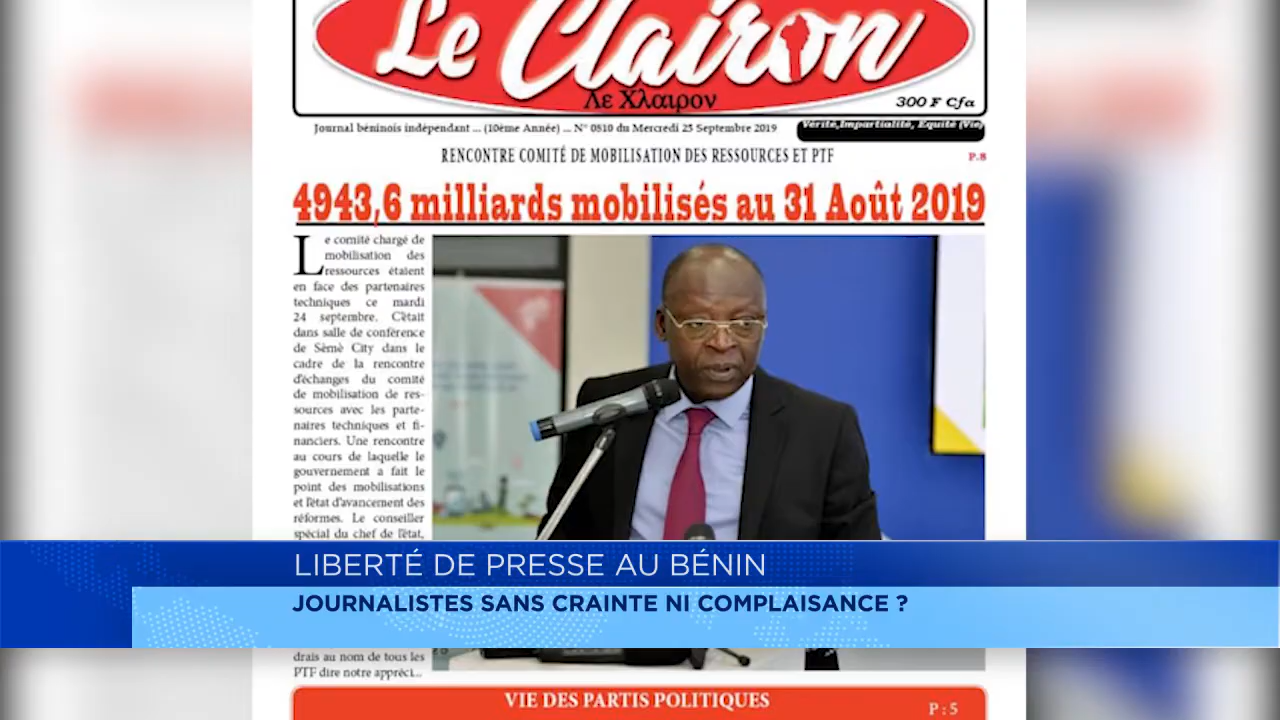 Le Clairon
Λε Χλαιρον
300 F Cfa
Journal béninois indépendant ... (10ème Année) ... N° 0810 du Mercredi 25 Septembre 2019
Vérité, Impartialité, Equité (Vie)
RENCONTRE COMITÉ DE MOBILISATION DES RESSOURCES ET PTF
P.8
4943,6 milliards mobilisés au 31 Août 2019
Le comité chargé de
mobilisation des
ressources étaient
en face des partenaires
techniques ce mardi
24 septembre. C'était
dans salle de conférence
de Sèmè City dans le
cadre de la rencontre
d'échanges du comité
de mobilisation de res-
sources avec les parte-
naires techniques et fi-
nanciers. Une rencontre
au cours de laquelle le
gouvernement a fait le
point des mobilisations
et l'état d'avancement des
réformes. Le conseiller
spécial du chef de l'état,
LIBERTÉ DE PRESSE AU BÉNIN
JOURNALISTES SANS CRAINTE NI COMPLAISANCE ?
drais au nom de tous les
PTF dire notre appréci...
VIE DES PARTIS POLITIQUES
P : 5